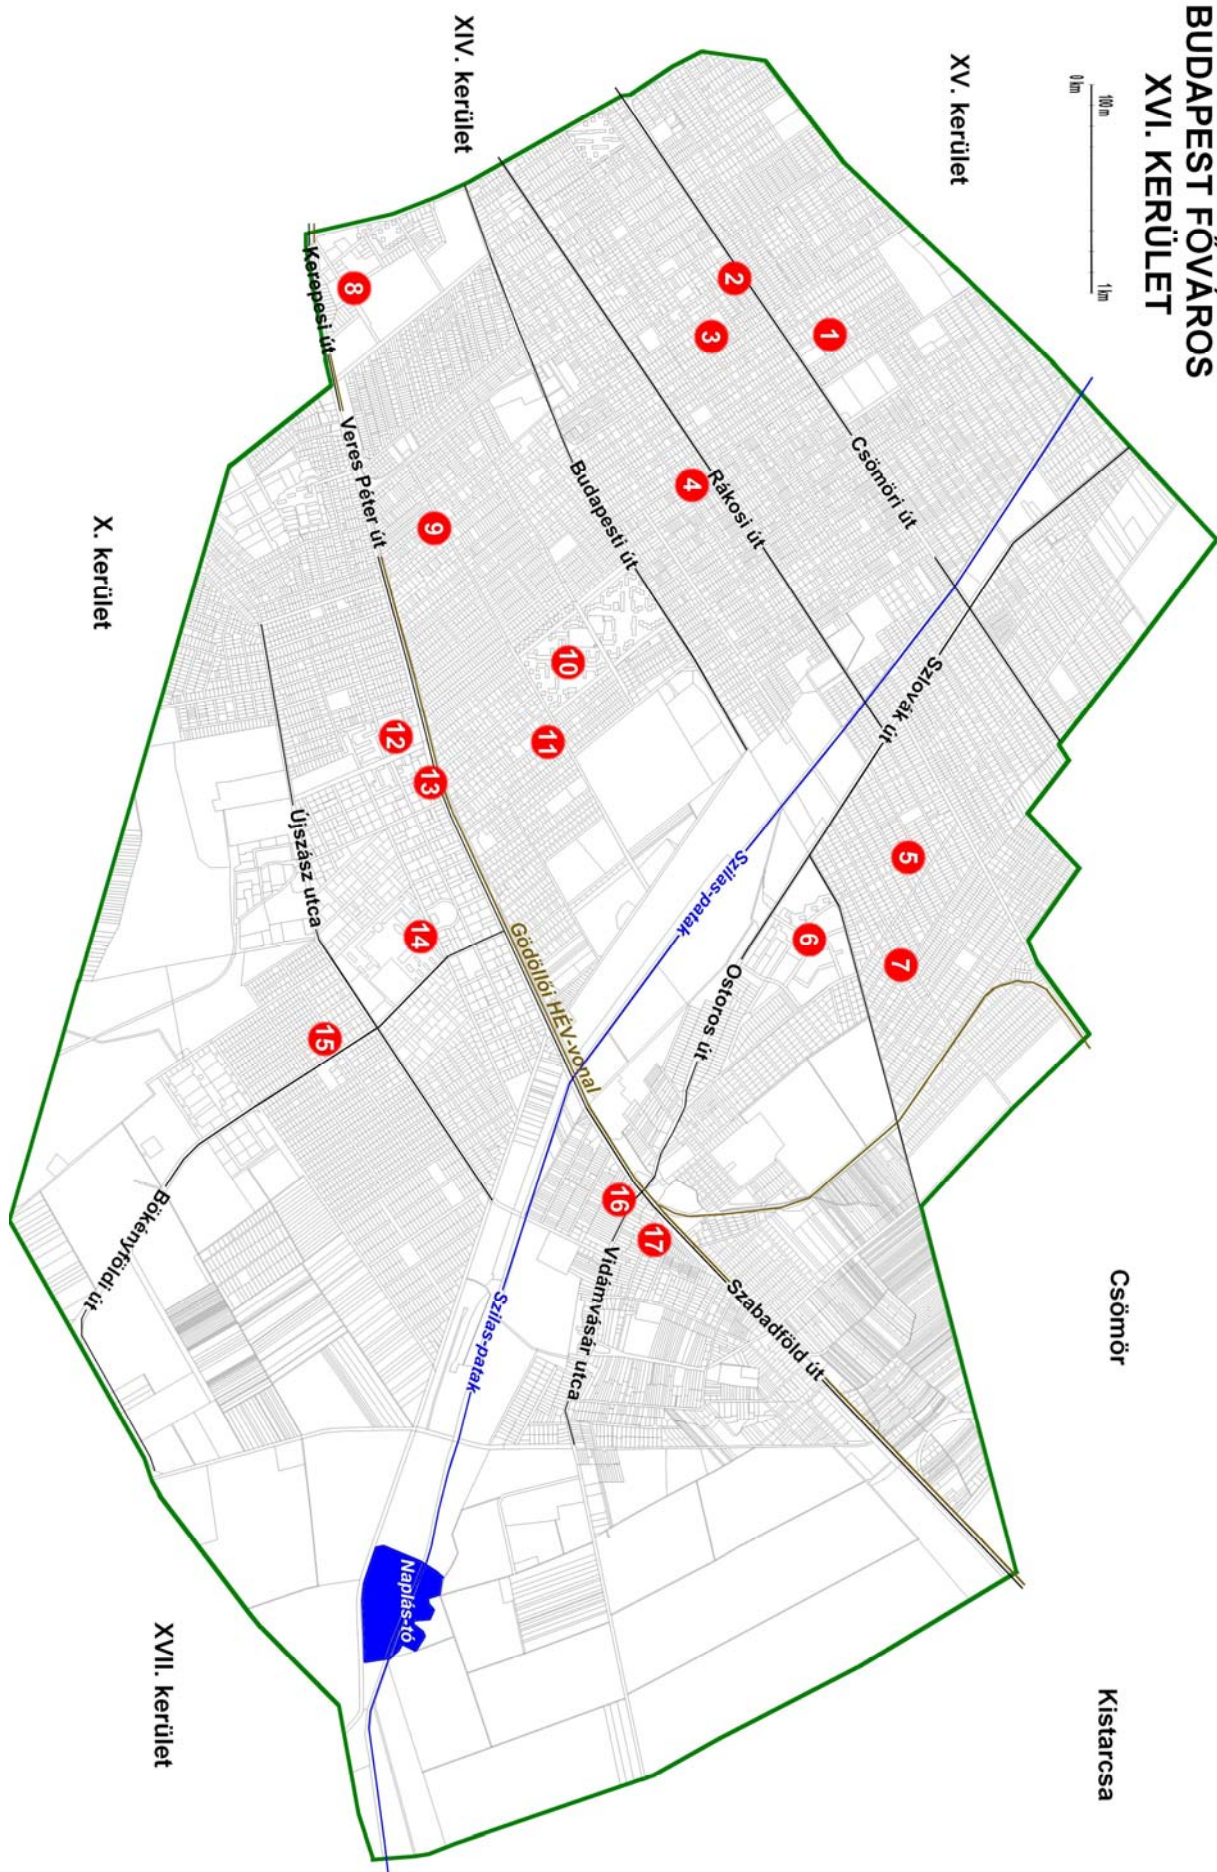 BUDAPEST FŐVÁROS
XVI. KERÜLET
0 km
100 m
1 km
XV. kerület
XIV. kerület
X. kerület
XVII. kerület
Csömör
Kistarcsa
Csömöri út
Rákosi út
Budapesti út
Szlovák út
Kerepesi út
Veres Péter út
Újszász utca
Ostoros út
Szilas-patak
Gödöllői HÉV-vonal
Bökényföldi út
Vidámvásár utca
Szabadföld út
Szilas-patak
Naplás-tó
1
2
3
4
5
6
7
8
9
10
11
12
13
14
15
16
17